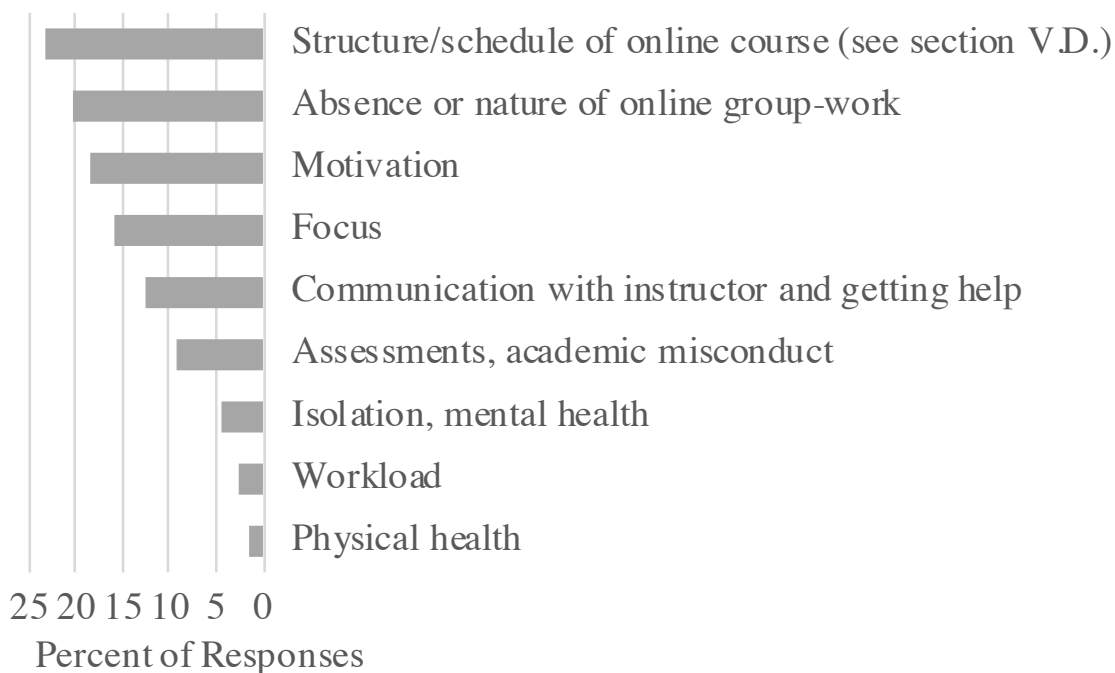 Structure/schedule of online course (see section V.D.)
Absence or nature of online group-work
Motivation
Focus
Communication with instructor and getting help
Assessments, academic misconduct
Isolation, mental health
Workload
Physical health
25 20 15 10 5 0
Percent of Responses